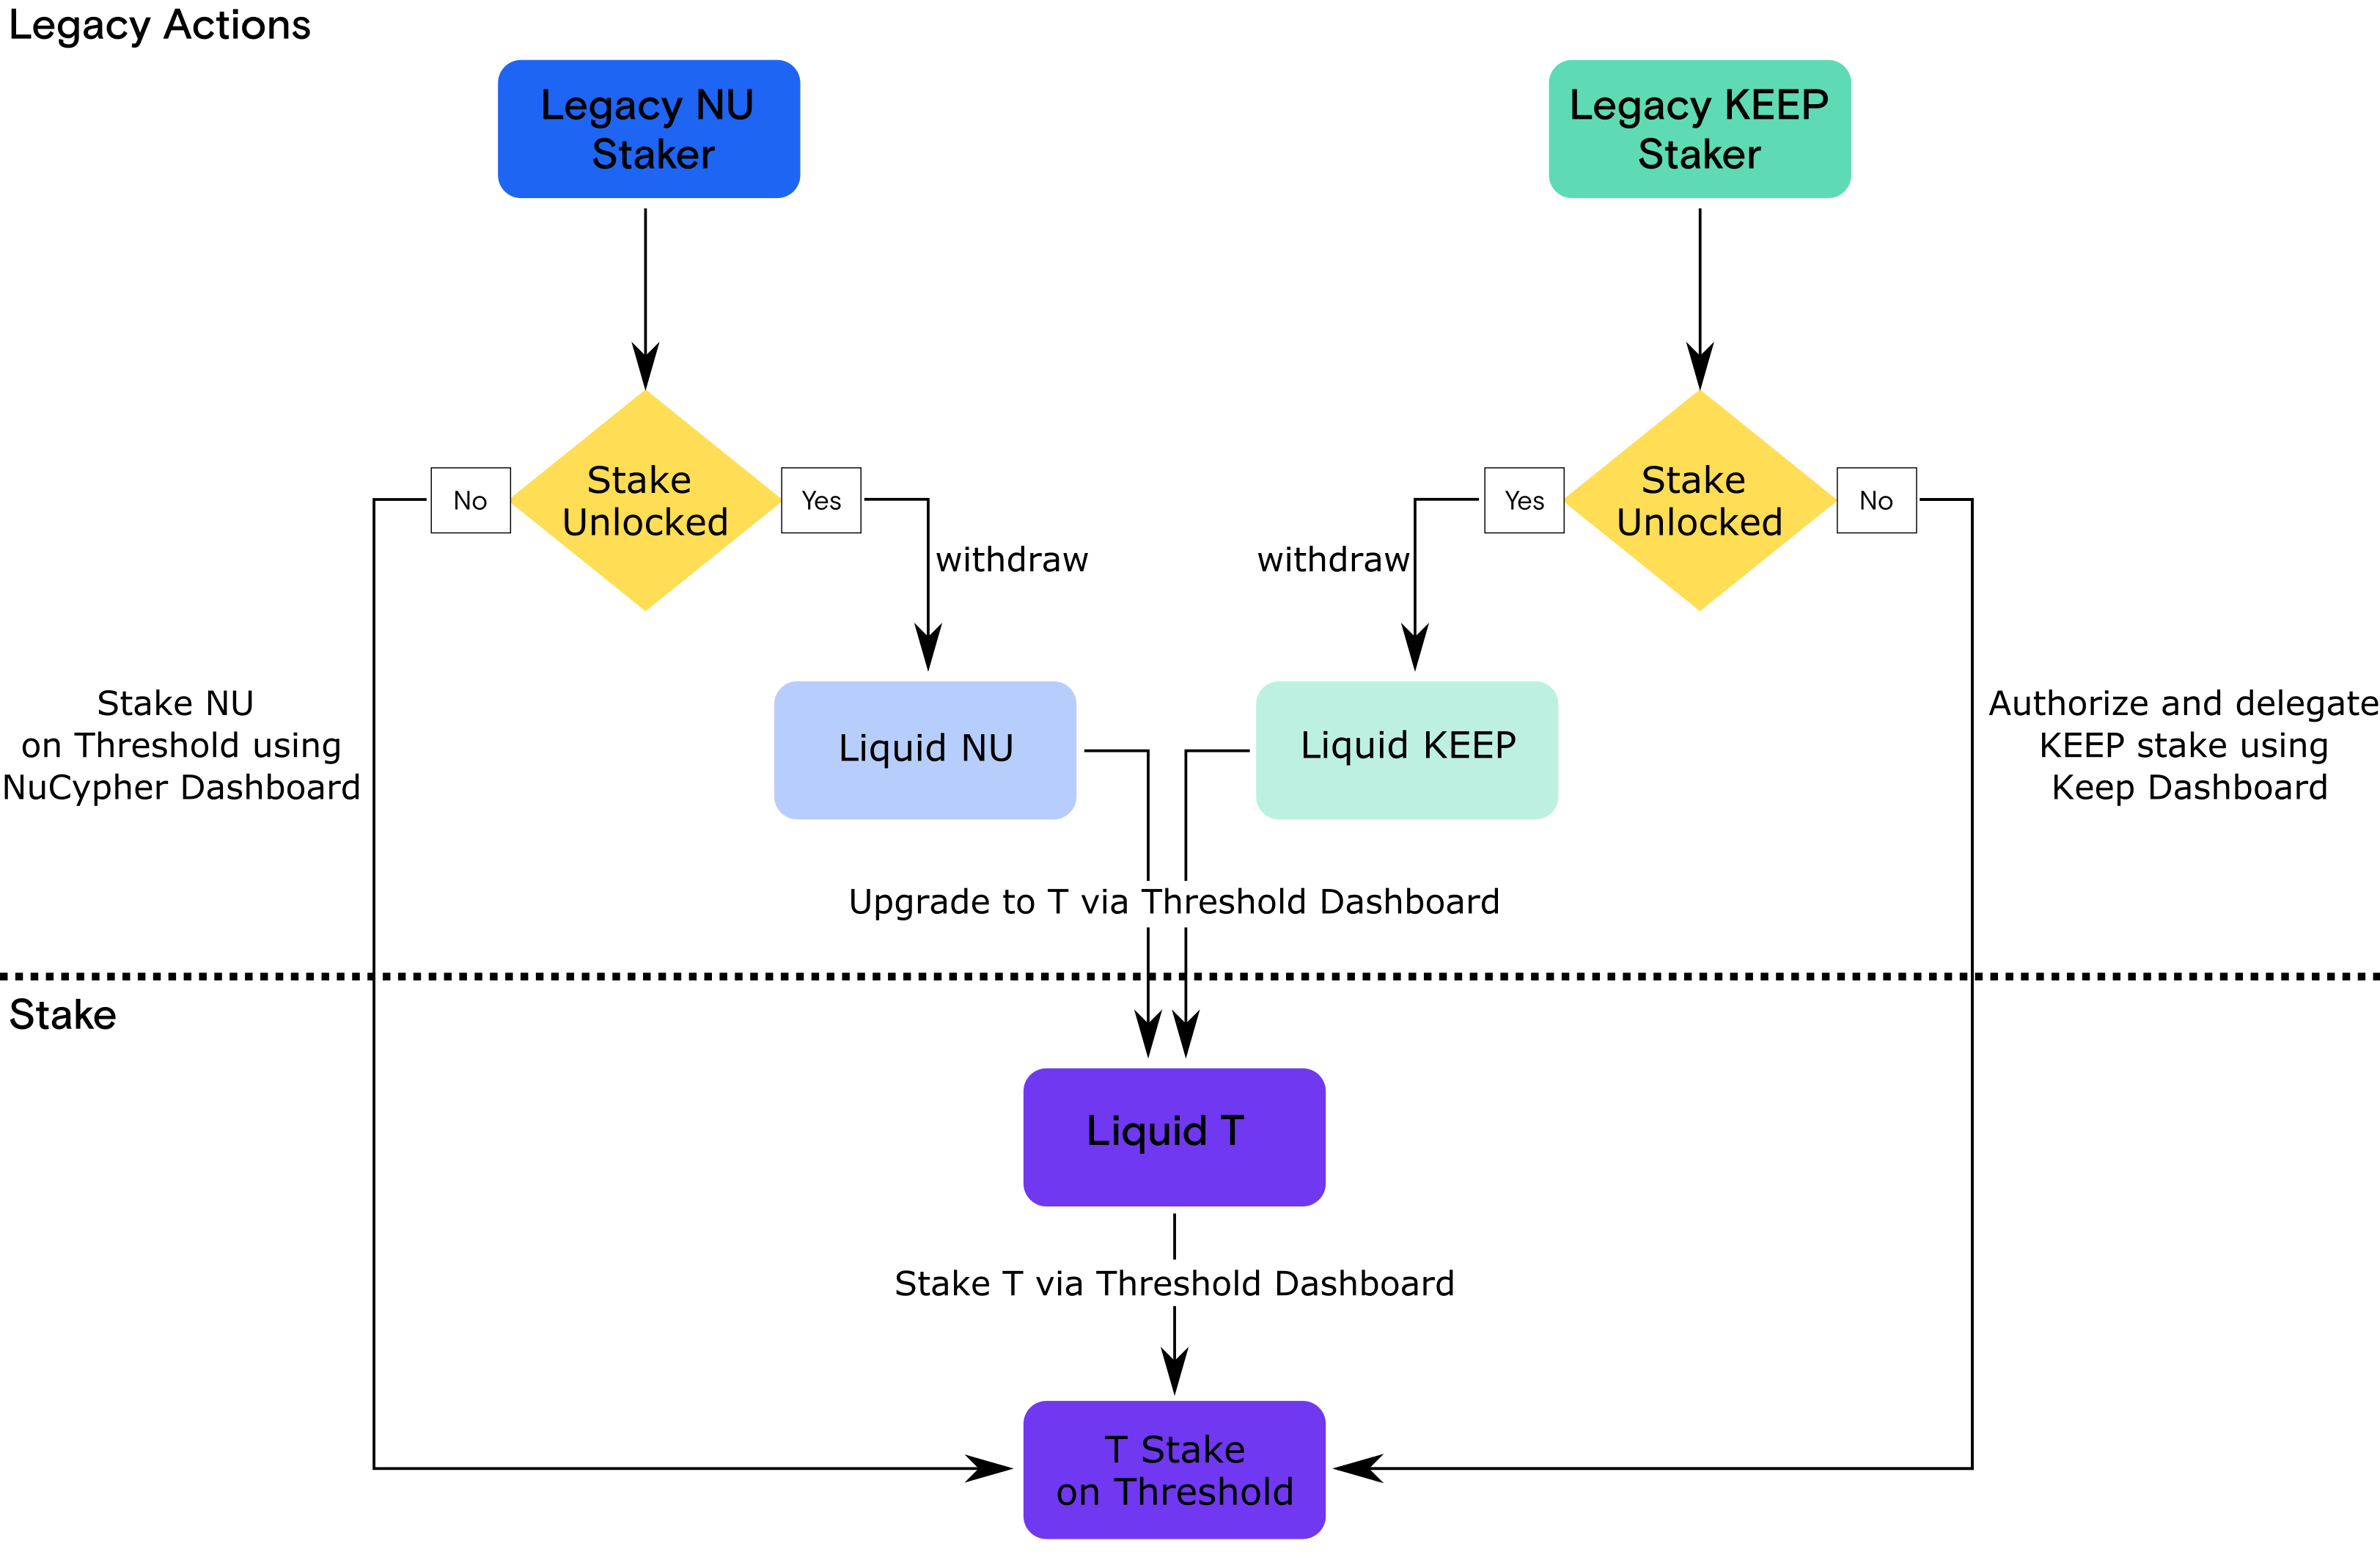 Legacy Actions
Legacy NU
Staker
Legacy KEEP
Staker
No
Stake
Unlocked
Yes
withdraw
Yes
Stake
Unlocked
No
withdraw
Stake NU
on Threshold using
NuCypher Dashboard
Liquid NU
Liquid KEEP
Authorize and delegate
KEEP stake using
Keep Dashboard
Upgrade to T via Threshold Dashboard
Stake
Liquid T
Stake T via Threshold Dashboard
T Stake
on Threshold